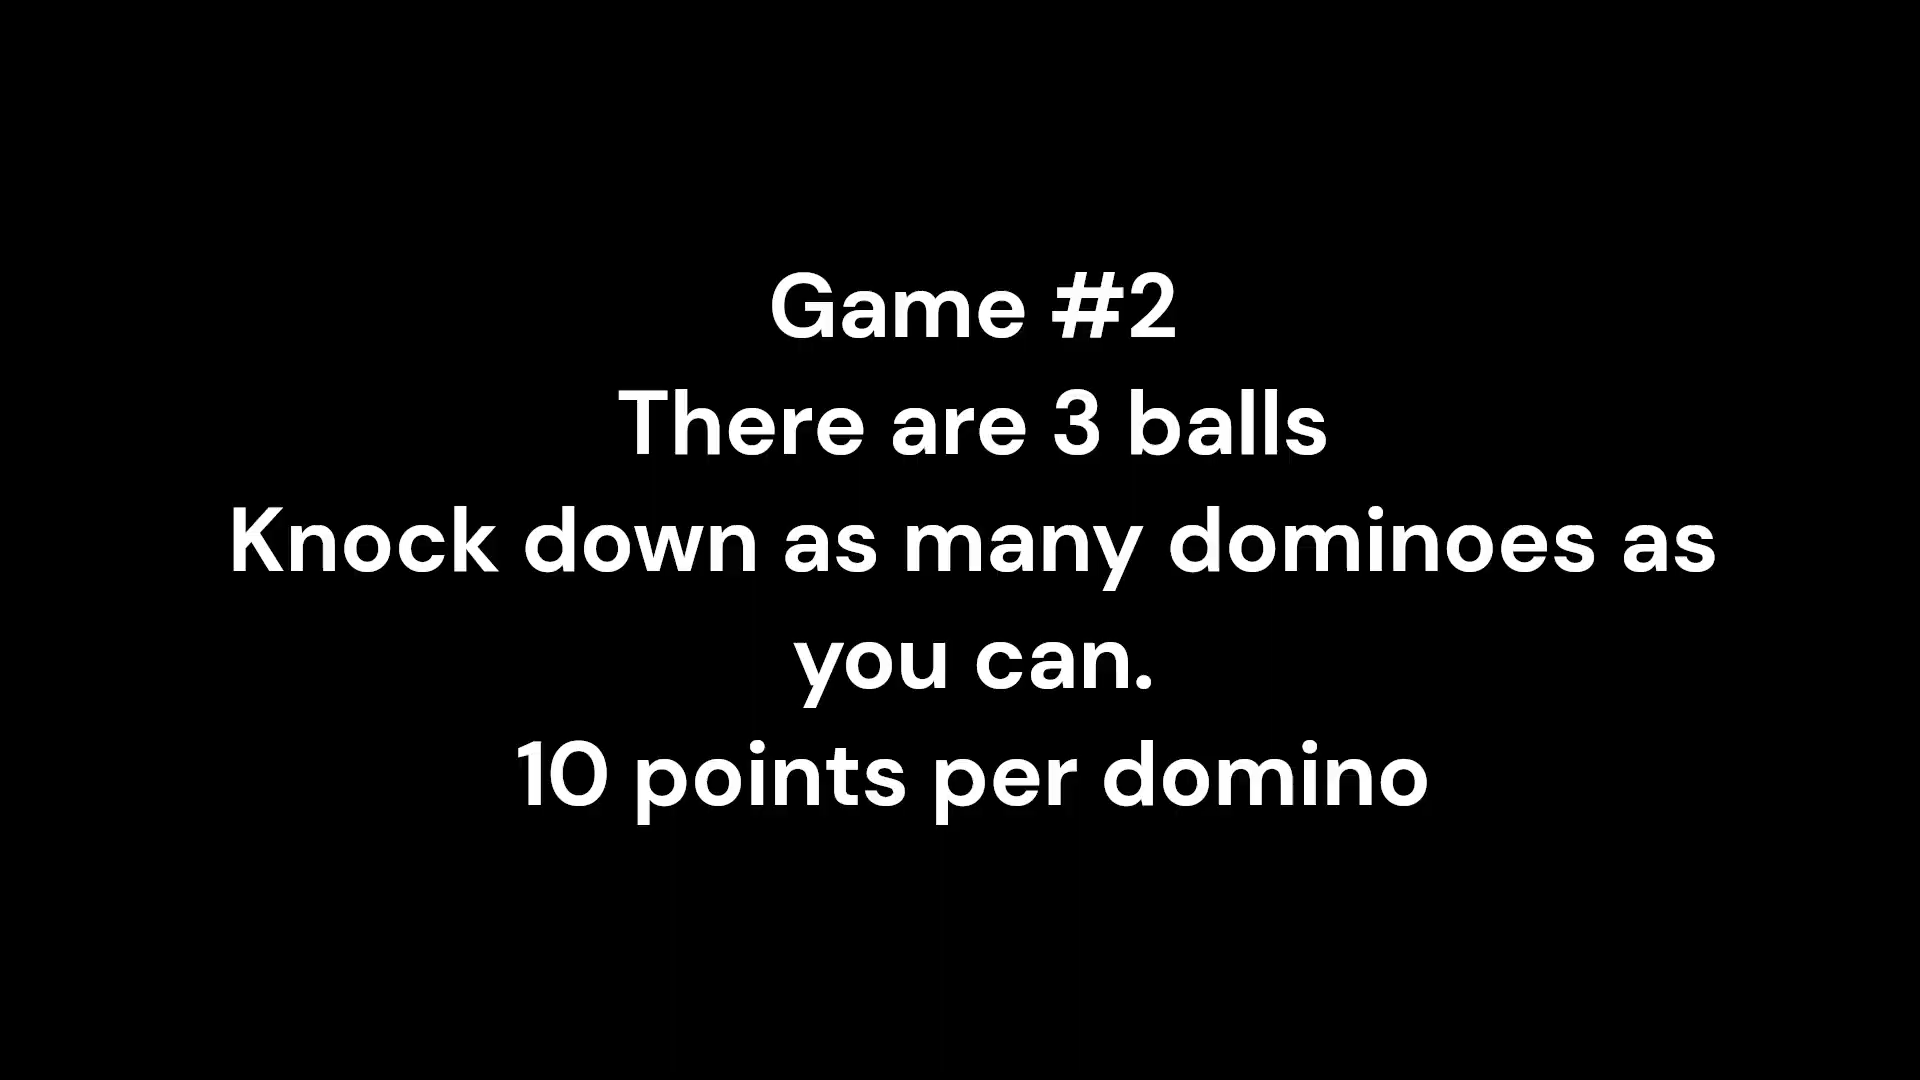 Game #2
There are 3 balls
Knock down as many dominoes as
you can.
10 points per domino